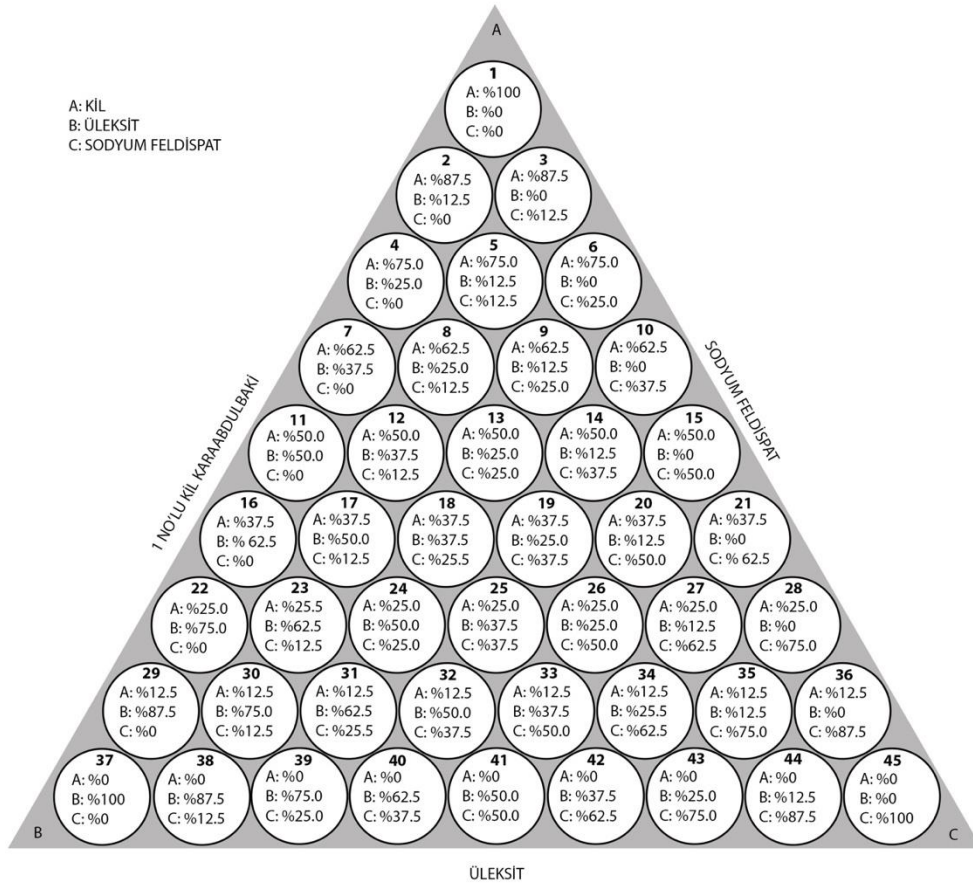 A
A: KİL
B: ÜLEKSİT
C: SODYUM FELDİSPAT
1
A: %100
B: %0
C: %0
2
A: %87.5
B: %12.5
C: %0
3
A: %87.5
B: %0
C: %12.5
4
A: %75.0
B: %25.0
C: %0
5
A: %75.0
B: %12.5
C: %12.5
6
A: %75.0
B: %0
C: %25.0
7
A: %62.5
B: %37.5
C: %0
8
A: %62.5
B: %25.0
C: %12.5
9
A: %62.5
B: %12.5
C: %25.0
10
A: %62.5
B: %0
C: %37.5
1 NO'LU KİL KARAABDULBAKİ
SODYUM FELDİSPAT
11
A: %50.0
B: %50.0
C: %0
12
A: %50.0
B: %37.5
C: %12.5
13
A: %50.0
B: %25.0
C: %25.0
14
A: %50.0
B: %12.5
C: %37.5
15
A: %50.0
B: %0
C: %50.0
16
A: %37.5
B: % 62.5
C: %0
17
A: %37.5
B: %50.0
C: %12.5
18
A: %37.5
B: %37.5
C: %25.5
19
A: %37.5
B: %25.0
C: %37.5
20
A: %37.5
B: %12.5
C: %50.0
21
A: %37.5
B: %0
C: % 62.5
22
A: %25.0
B: %75.0
C: %0
23
A: %25.5
B: %62.5
C: %12.5
24
A: %25.0
B: %50.0
C: %25.0
25
A: %25.0
B: %37.5
C: %37.5
26
A: %25.0
B: %25.0
C: %50.0
27
A: %25.0
B: %12.5
C: %62.5
28
A: %25.0
B: %0
C: %75.0
29
A: %12.5
B: %87.5
C: %0
30
A: %12.5
B: %75.0
C: %12.5
31
A: %12.5
B: %62.5
C: %25.5
32
A: %12.5
B: %50.0
C: %37.5
33
A: %12.5
B: %37.5
C: %50.0
34
A: %12.5
B: %25.5
C: %62.5
35
A: %12.5
B: %12.5
C: %75.0
36
A: %12.5
B: %0
C: %87.5
37
A: %0
B: %100
C: %0
38
A: %0
B: %87.5
C: %12.5
39
A: %0
B: %75.0
C: %25.0
40
A: %0
B: %62.5
C: %37.5
41
A: %0
B: %50.0
C: %50.0
42
A: %0
B: %37.5
C: %62.5
43
A: %0
B: %25.0
C: %75.0
44
A: %0
B: %12.5
C: %87.5
45
A: %0
B: %0
C: %100
B
C
ÜLEKSİT